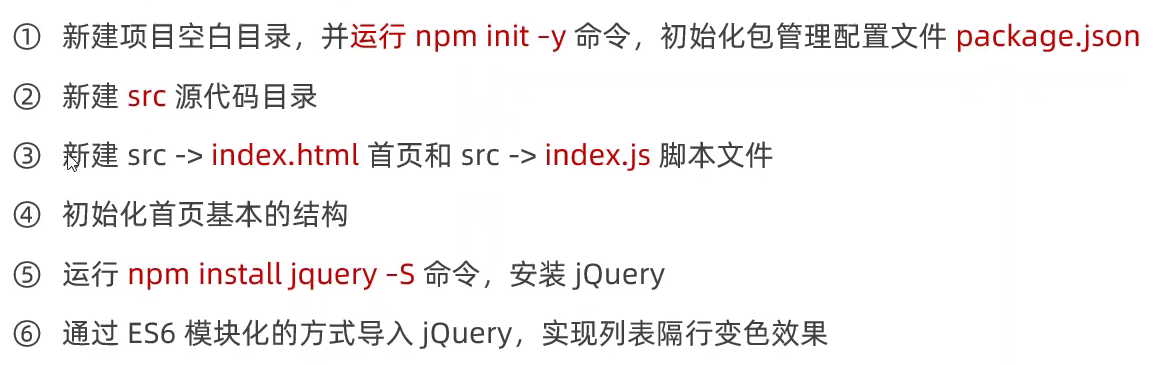 ① 新建项目空白目录，并运行 npm init –y 命令，初始化包管理配置文件 package.json
② 新建 src 源代码目录
③ 新建 src -> index.html 首页和 src -> index.js 脚本文件
④ 初始化首页基本的结构
⑤ 运行 npm install jquery –S 命令，安装 jQuery
⑥ 通过 ES6 模块化的方式导入 jQuery，实现列表隔行变色效果